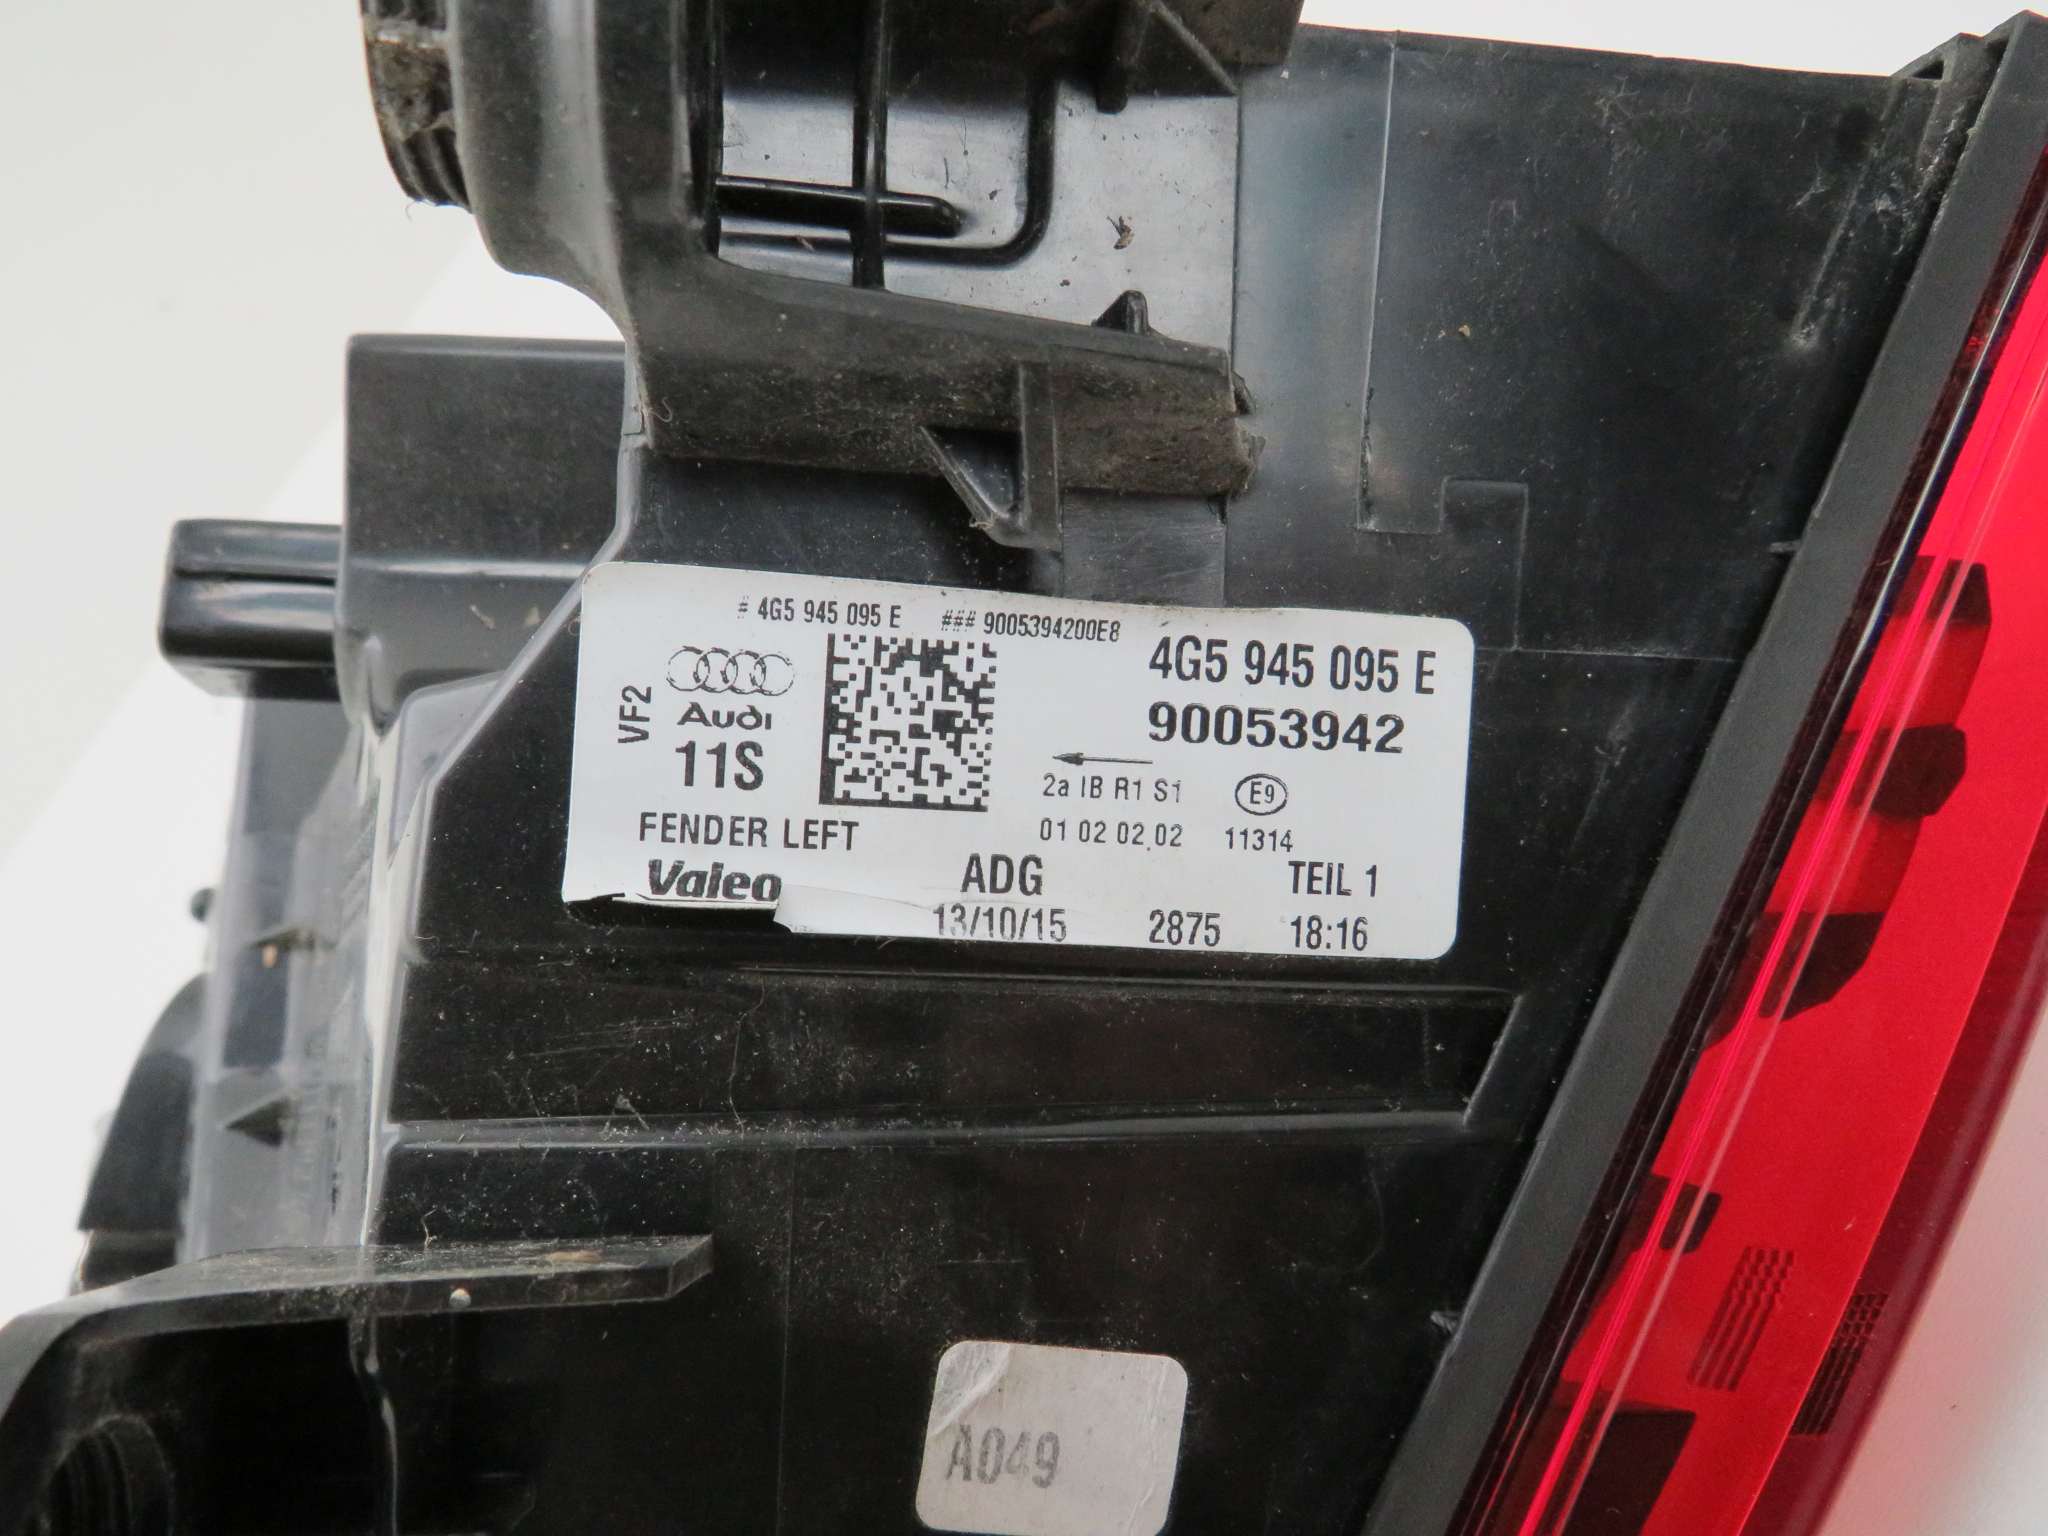 # 4G5 945 095 E ### 9005394200E8
4G5 945 095 E
90053942
VF2
Audi
11S
2a IB R1 S1 E9
FENDER LEFT 01 02 02 02 11314
Valeo ADG TEIL 1
13/10/15 2875 18:16
A049